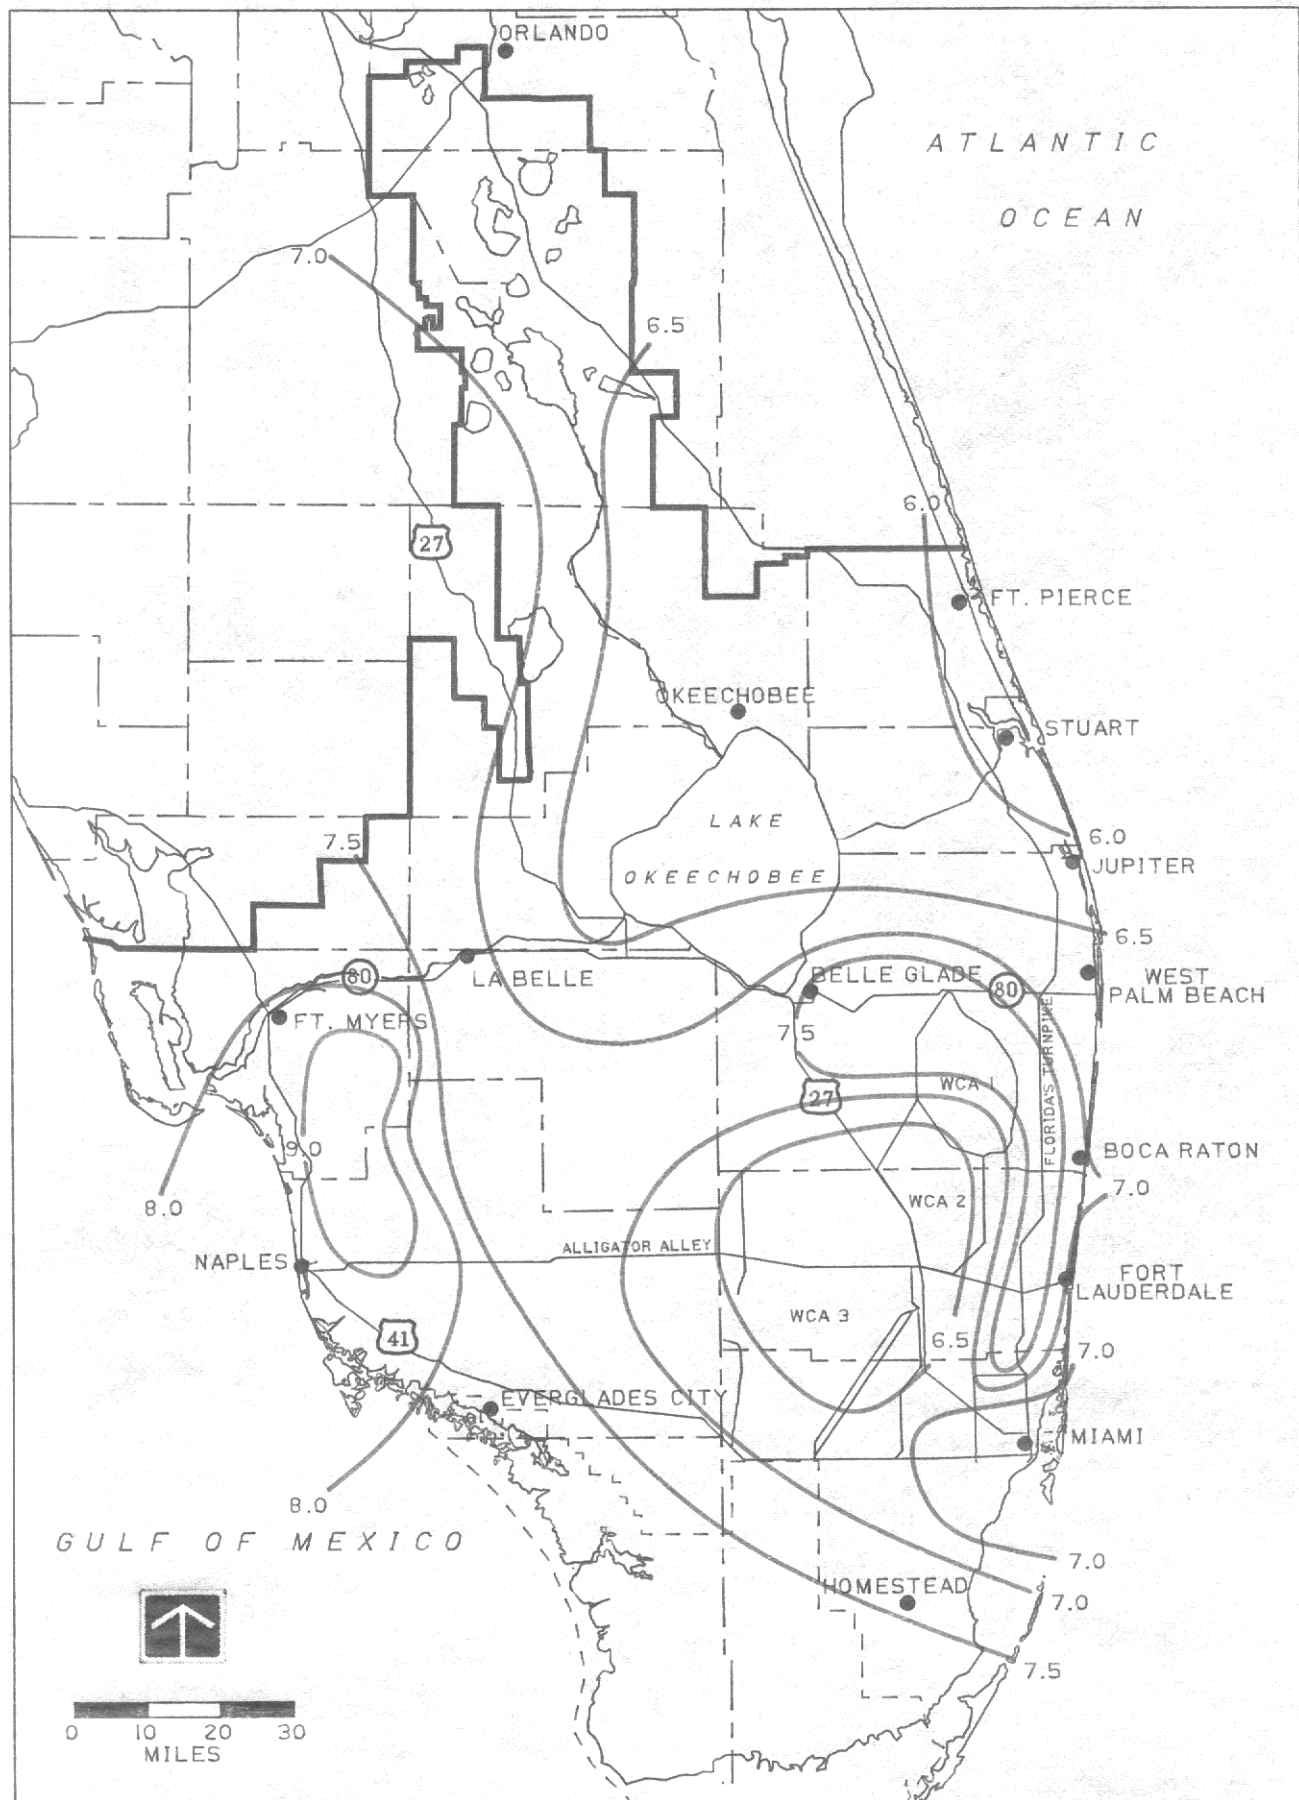 ORLANDO
ATLANTIC
OCEAN
7.0
6.5
6.0
27
FT. PIERCE
OKEECHOBEE
STUART
LAKE
OKEECHOBEE
7.5
6.0
JUPITER
6.5
80
LA BELLE
BELLE GLADE
80
WEST
PALM BEACH
FT. MYERS
7.5
27
WCA 1
FLORIDA'S TURNPIKE
9.0
BOCA RATON
8.0
WCA 2
7.0
NAPLES
ALLIGATOR ALLEY
FORT
LAUDERDALE
WCA 3
41
6.5
7.0
EVERGLADES CITY
MIAMI
8.0
GULF OF MEXICO
7.0
HOMESTEAD
7.0
7.5
0 10 20 30
MILES